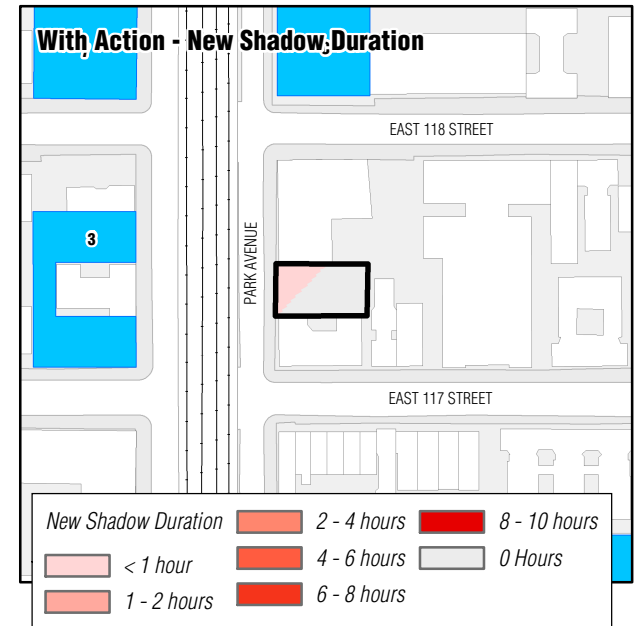 With Action - New Shadow Duration
EAST 118 STREET
3
PARK AVENUE
EAST 117 STREET
New Shadow Duration
< 1 hour
1 - 2 hours
2 - 4 hours
4 - 6 hours
6 - 8 hours
8 - 10 hours
0 Hours